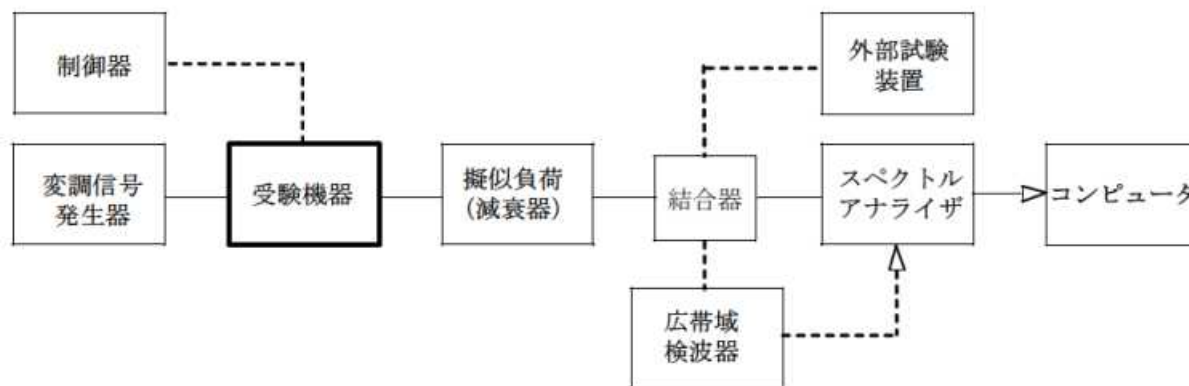 制御器
外部試験
装置
変調信号
発生器
受験機器
擬似負荷
(減衰器)
結合器
スペクトル
アナライザ
コンピュータ
広帯域
検波器